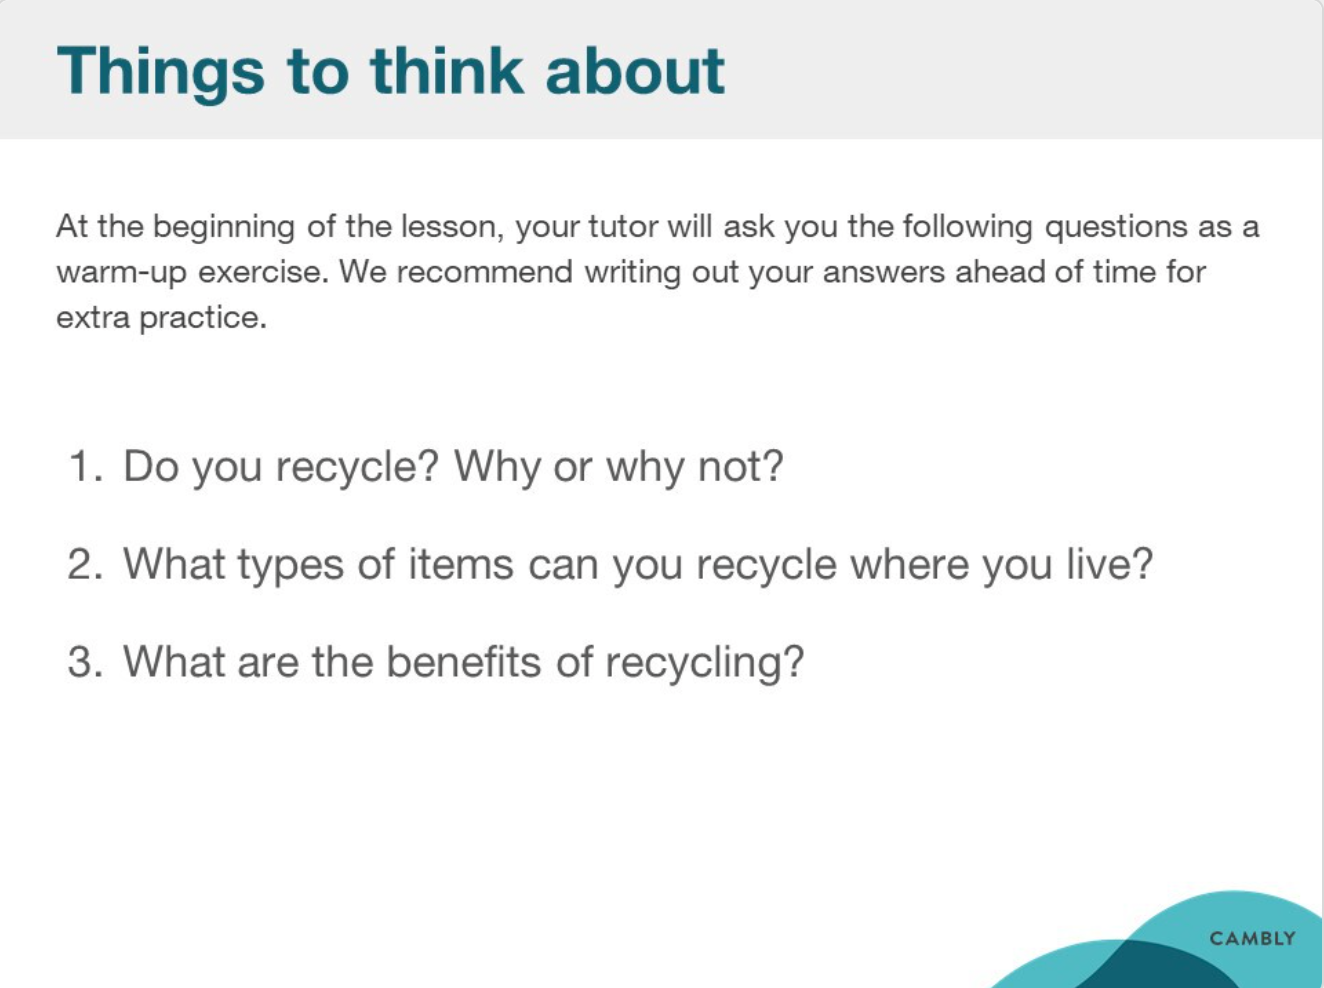 Things to think about
At the beginning of the lesson, your tutor will ask you the following questions as a
warm-up exercise. We recommend writing out your answers ahead of time for
extra practice.
1. Do you recycle? Why or why not?
2. What types of items can you recycle where you live?
3. What are the benefits of recycling?
CAMBLY